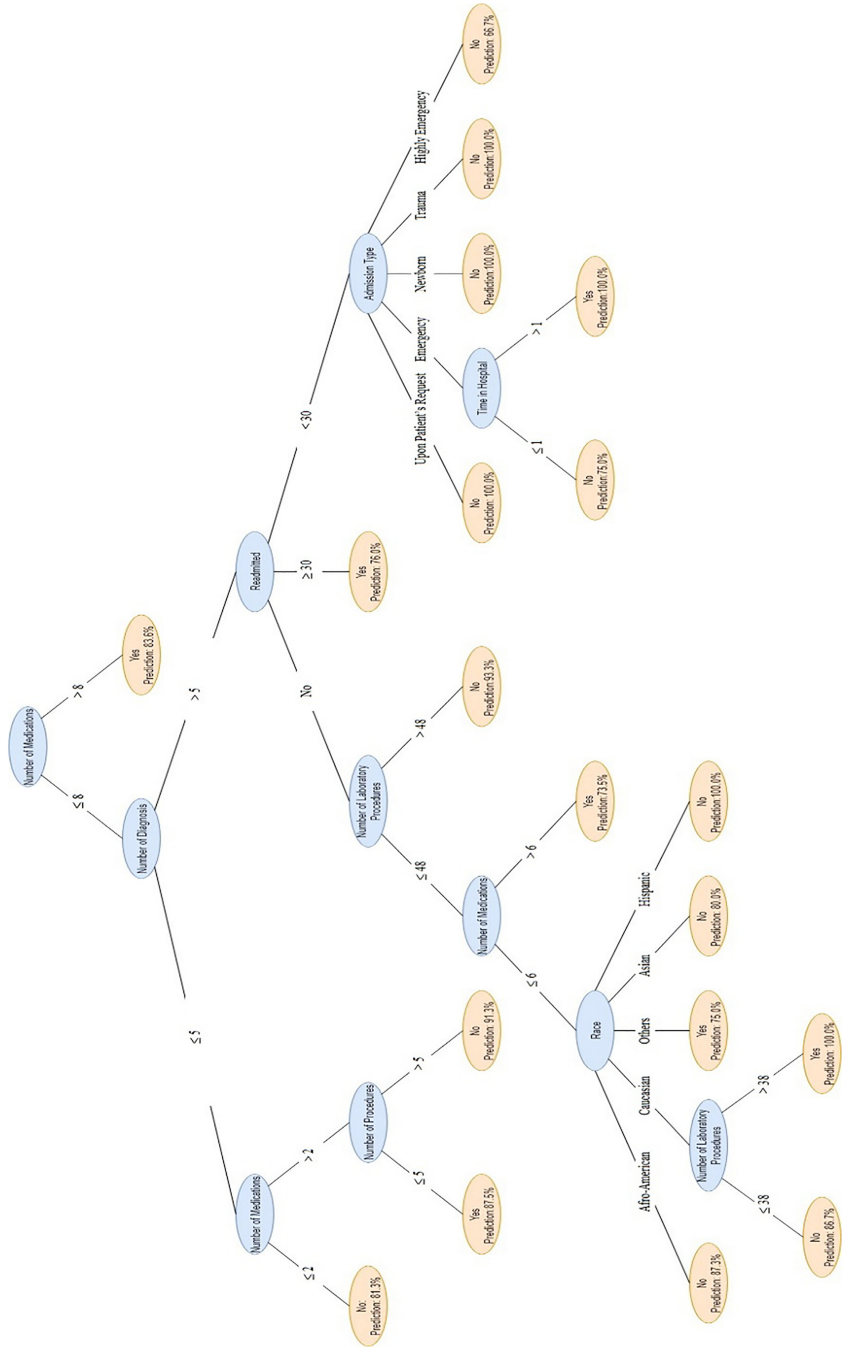 Number of Medications
≤ 8
> 8
Number of Diagnosis
Yes
Prediction: 83.6%
≤ 5
> 5
Number of Medications
Readmitted
≤ 2
> 2
No
≥ 30
< 30
No:
Prediction: 81.3%
Number of Procedures
Number of Laboratory
Procedures
Yes
Prediction: 76.0%
Admission Type
≤ 5
> 5
≤ 48
> 48
Upon Patient's Request
Emergency
Newborn
Trauma
Highly Emergency
Yes
Prediction:87.5%
No
Prediction: 91.3%
Number of Medications
No
Prediction:93.3%
No
Prediction: 100.0%
Time in Hospital
No
Prediction:100.0%
No
Prediction:100.0%
No
Prediction: 66.7%
≤ 6
> 6
≤ 1
> 1
Race
Yes
Prediction:73.5%
No
Prediction:75.0%
Yes
Prediction:100.0%
Afro-American
Caucasian
Others
Asian
Hispanic
No
Prediction: 87.3%
Number of Laboratory
Procedures
Yes
Prediction: 75.0%
No
Prediction: 80.0%
No
Prediction:100.0%
≤ 38
> 38
No
Prediction: 86.7%
Yes
Prediction: 100.0%